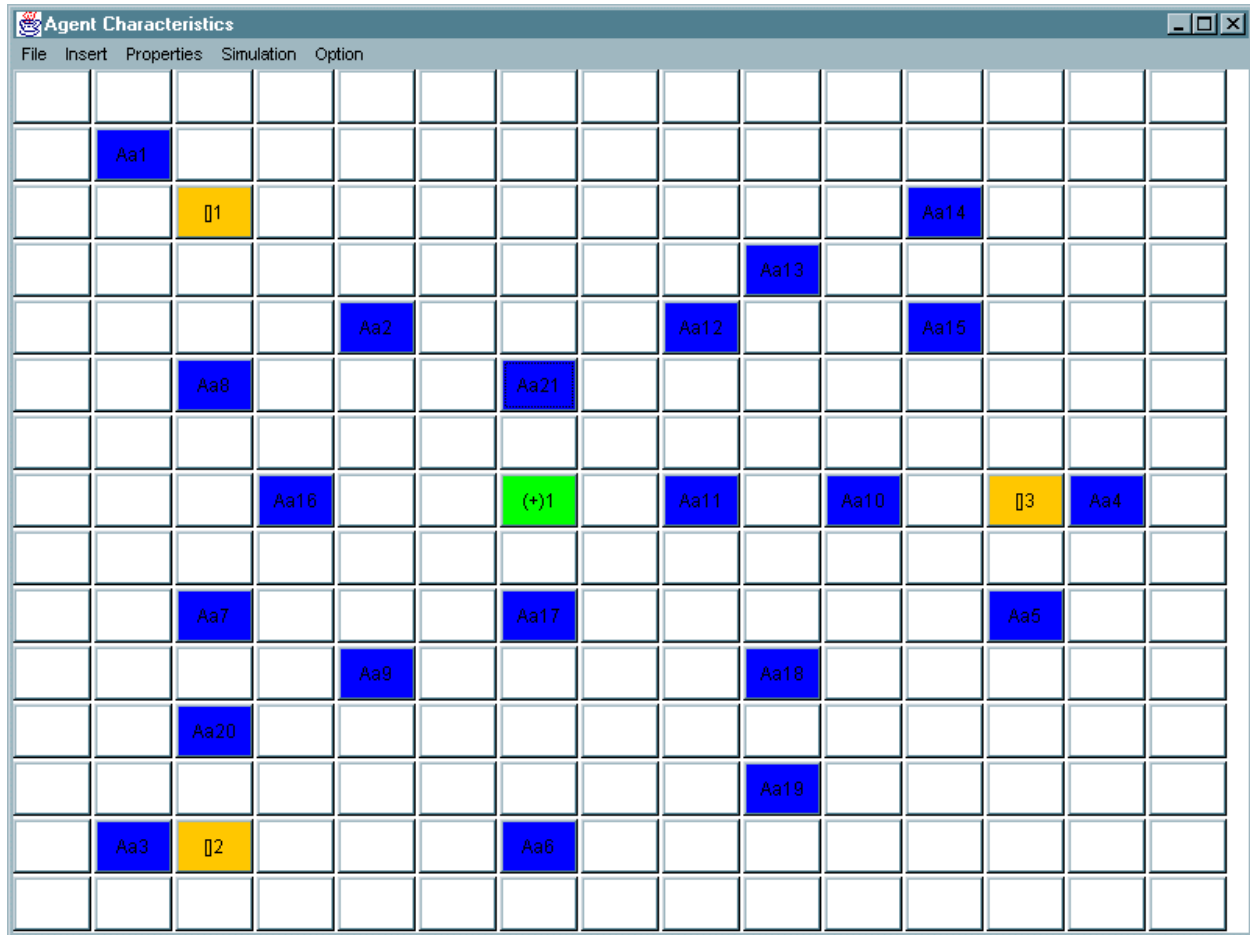 Agent Characteristics
File Insert Properties Simulation Option
Aa1
[]1 Aa14
Aa13
Aa2 Aa12 Aa15
Aa8 Aa21
Aa16 (+)1 Aa11 Aa10 []3 Aa4
Aa7 Aa17 Aa5
Aa9 Aa18
Aa20
Aa19
Aa3 []2 Aa6